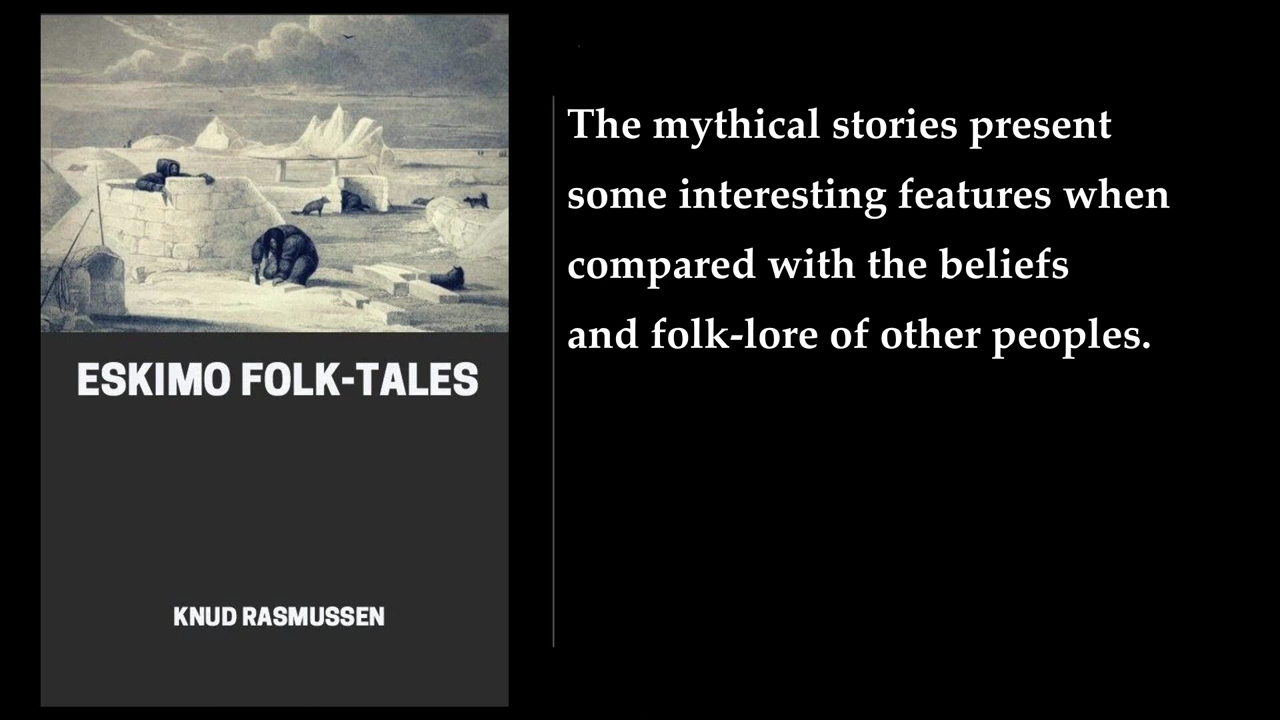 ESKIMO FOLK-TALES
KNUD RASMUSSEN
The mythical stories present
some interesting features when
compared with the beliefs
and folk-lore of other peoples.